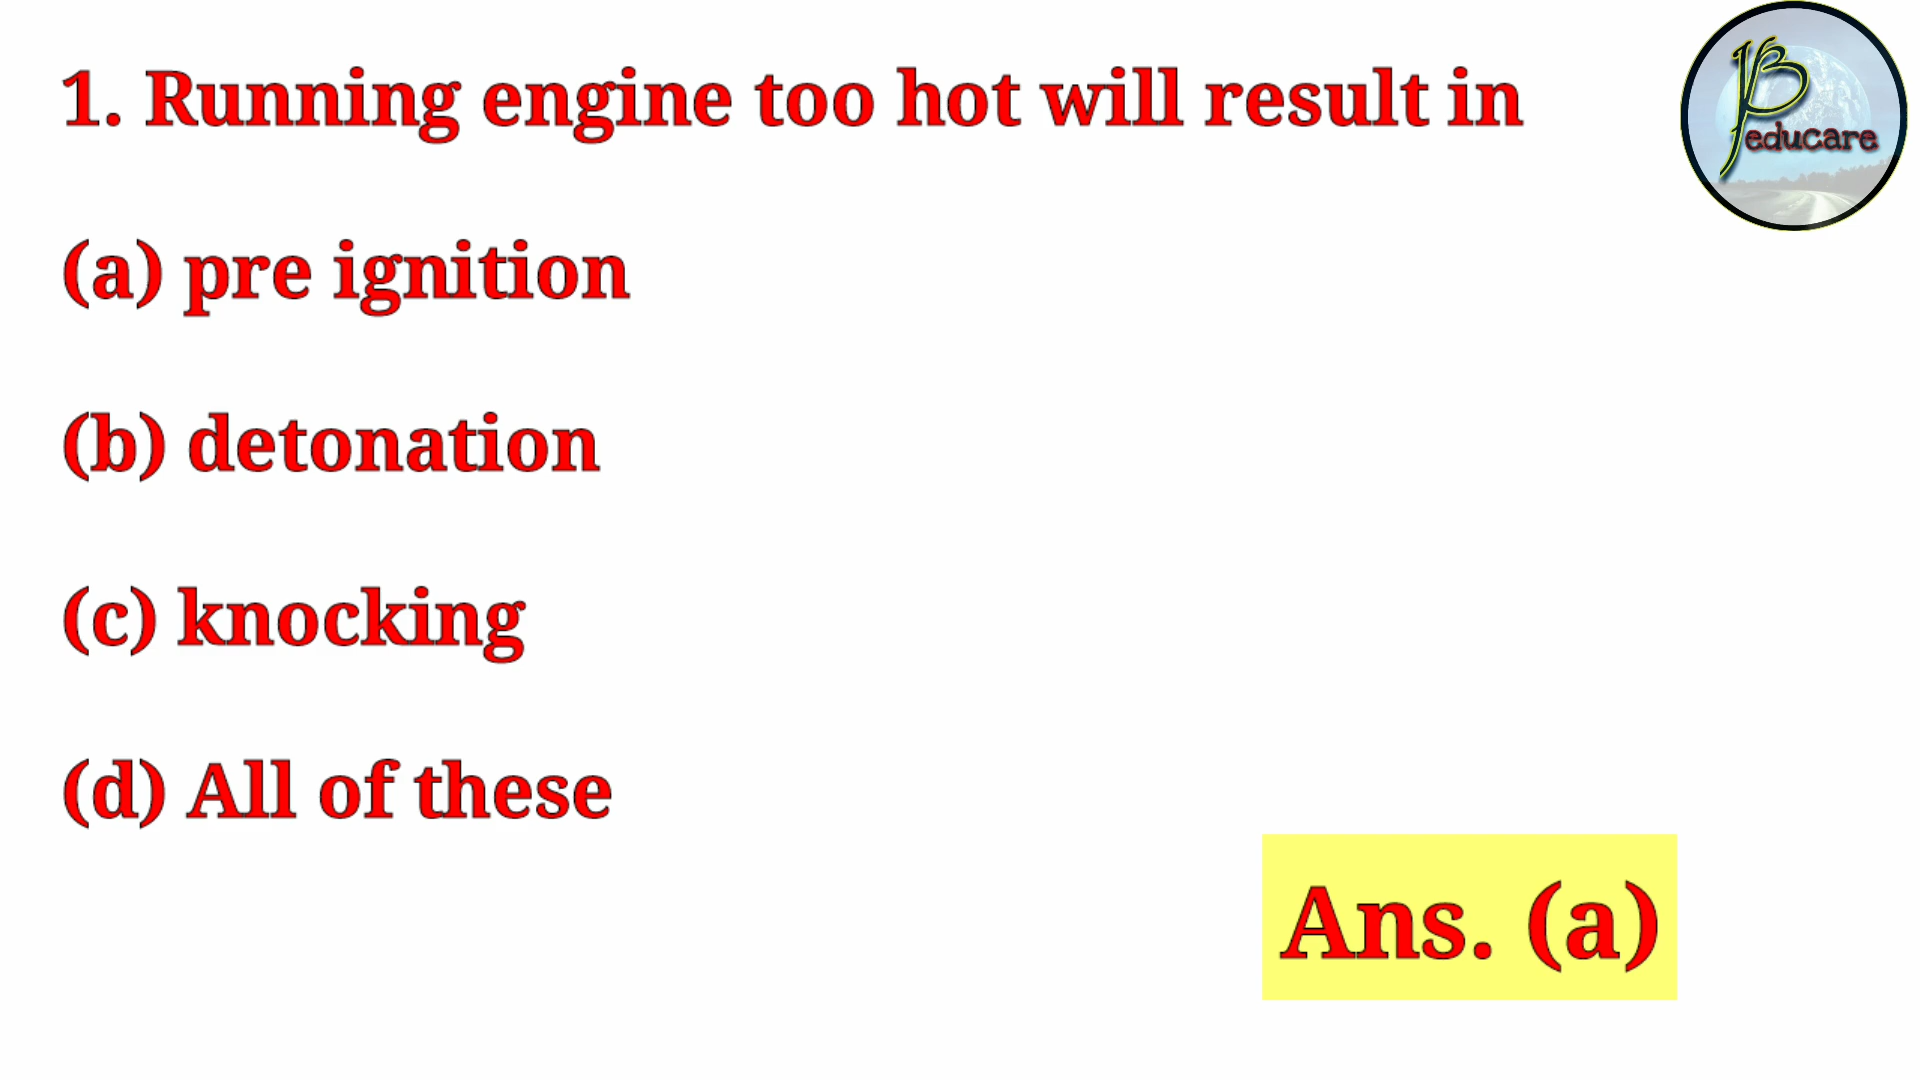 1. Running engine too hot will result in
(a) pre ignition
(b) detonation
(c) knocking
(d) All of these
Ans. (a)
educare